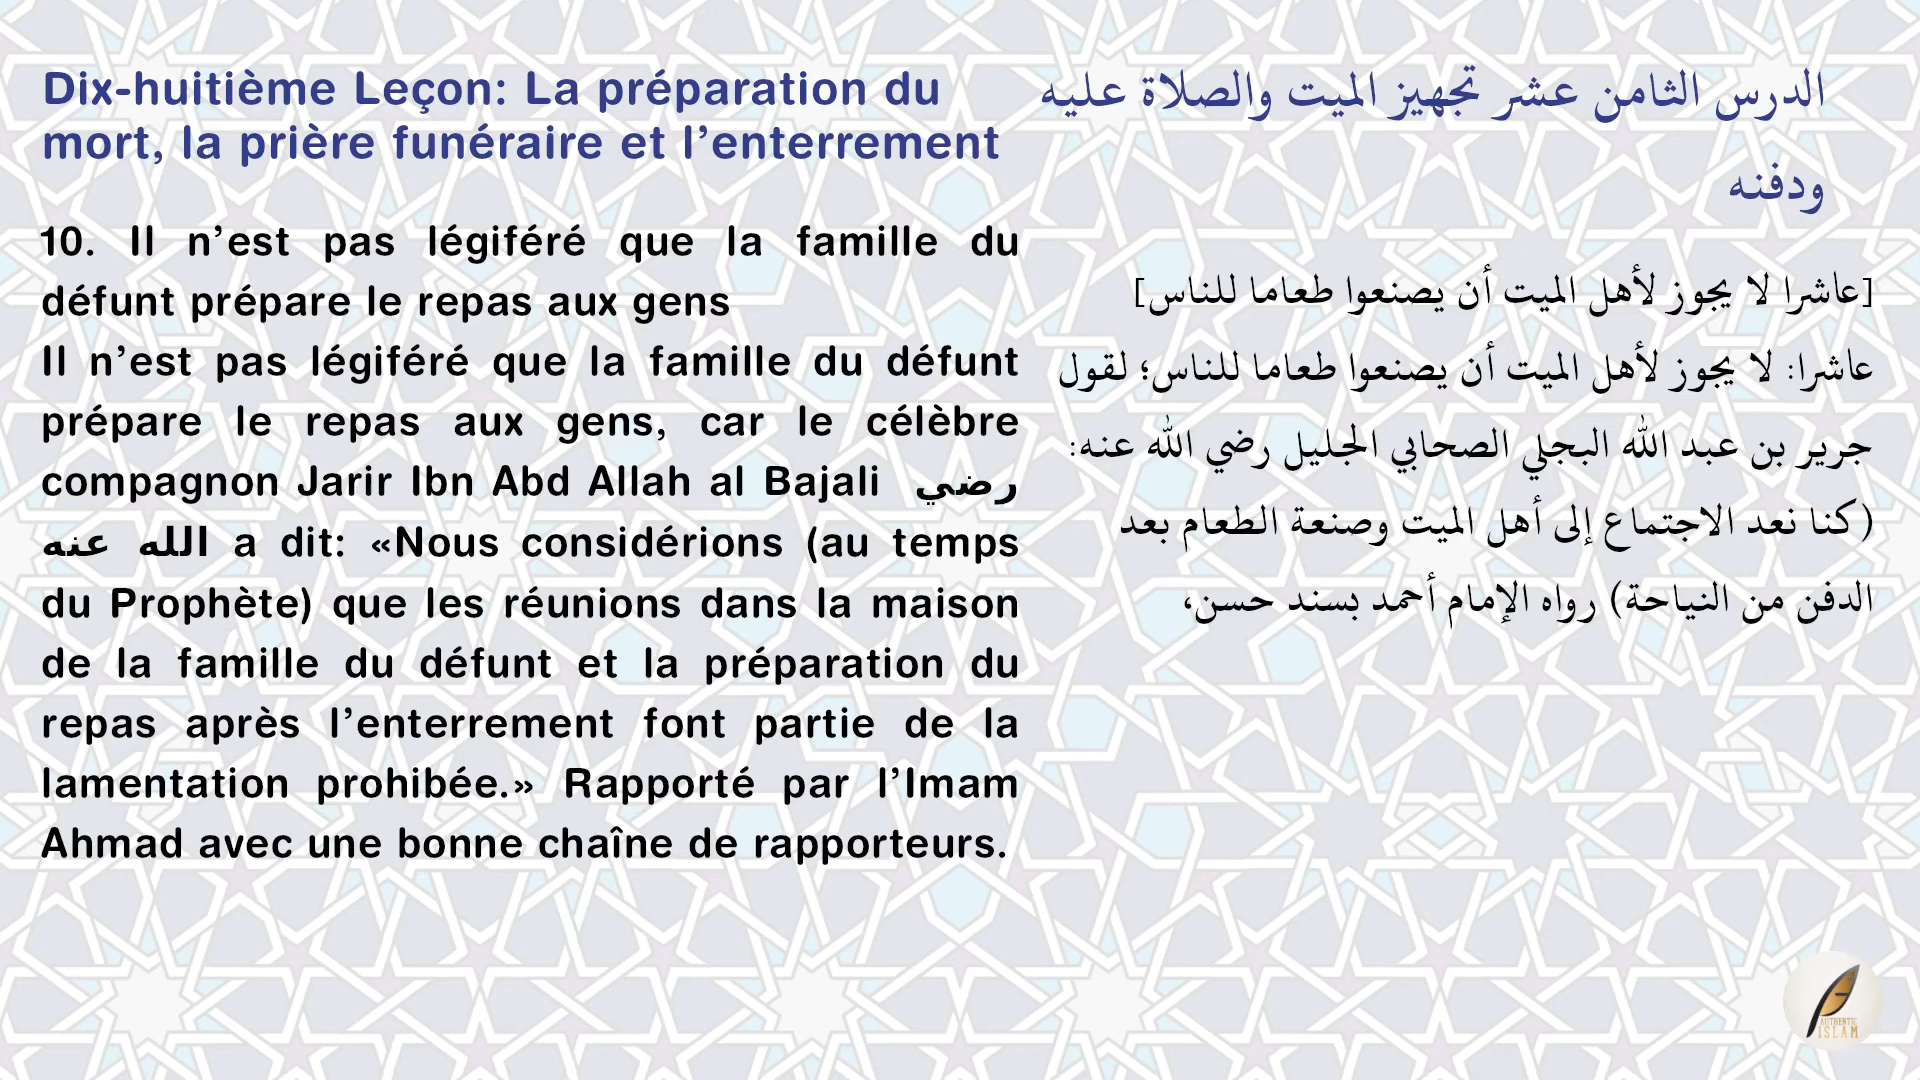 Dix-huitième Leçon: La préparation du
mort, la prière funéraire et l’enterrement
10. Il n’est pas légiféré que la famille du
défunt prépare le repas aux gens
Il n’est pas légiféré que la famille du défunt
prépare le repas aux gens, car le célèbre
compagnon Jarir Ibn Abd Allah al Bajali رضي
الله عنه a dit: «Nous considérions (au temps
du Prophète) que les réunions dans la maison
de la famille du défunt et la préparation du
repas après l’enterrement font partie de la
lamentation prohibée.» Rapporté par l’Imam
Ahmad avec une bonne chaîne de rapporteurs.
الدرس الثامن عشر تجهيز الميت والصلاة عليه
ودفنه
[عاشرا لا يجوز لأهل الميت أن يصنعوا طعاما للناس]
عاشرا: لا يجوز لأهل الميت أن يصنعوا طعاما للناس؛ لقول
جرير بن عبد الله البجلي الصحابي الجليل رضي الله عنه:
(كنا نعد الاجتماع إلى أهل الميت وصنعة الطعام بعد
الدفن من النياحة) رواه الإمام أحمد بسند حسن،
AUTHENTIC
ISLAM